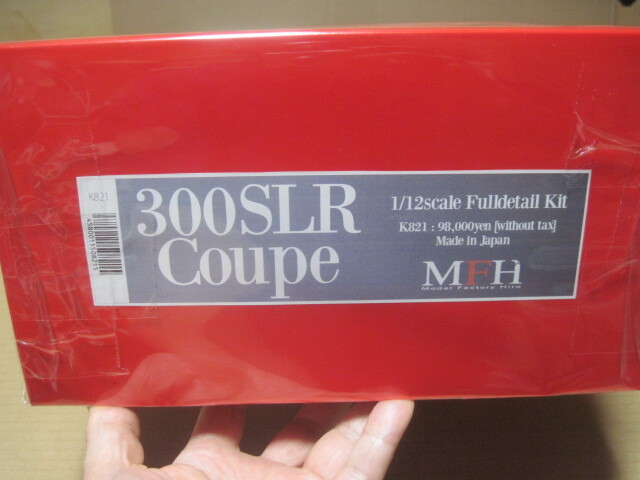 K821
300SLR
Coupe
1/12scale Fulldetail Kit
K821 : 98,000yen [without tax]
Made in Japan
MFH
Model Factory Hiro